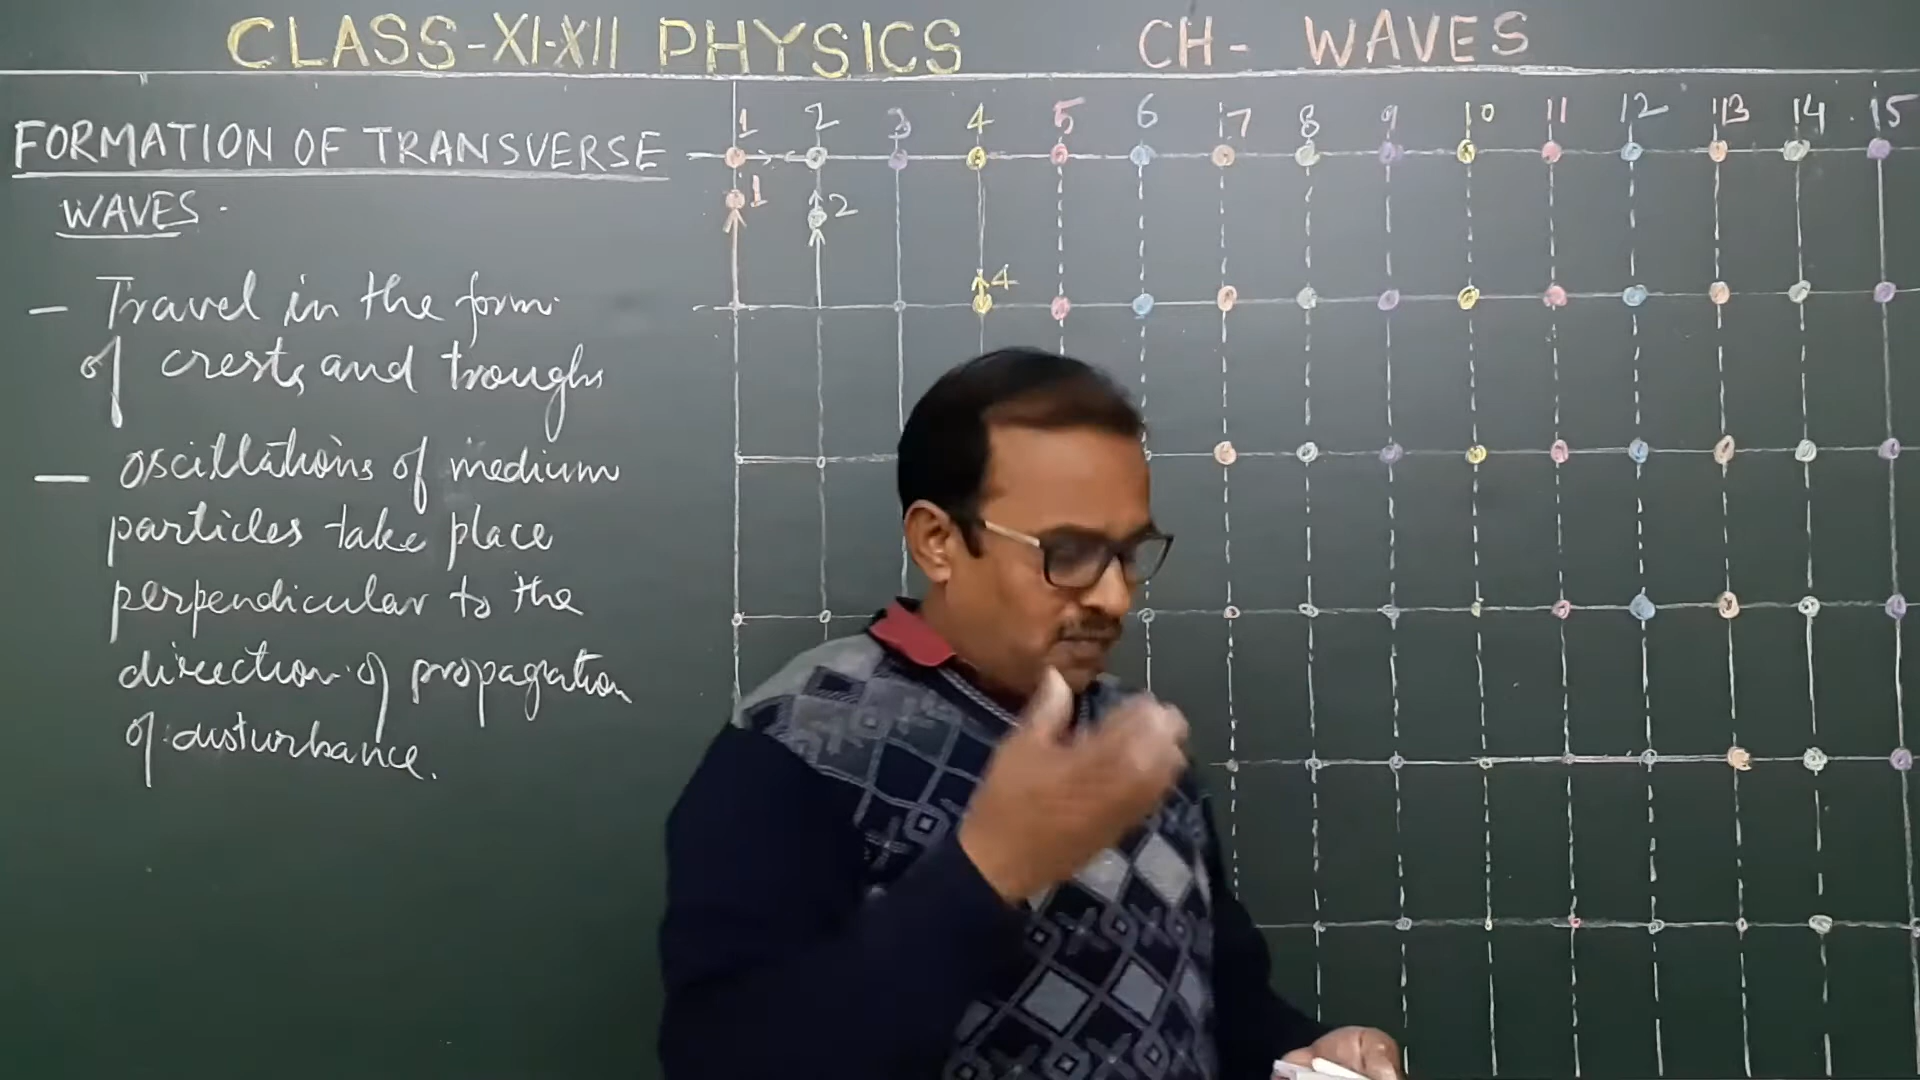 CLASS-XI-XII PHYSICS CH- WAVES
FORMATION OF TRANSVERSE
WAVES.
- Travel in the form
of crests and troughs
- oscillations of medium
particles take place
perpendicular to the
direction of propagation
of disturbance.
1 2 3 4 5 6 7 8 9 10 11 12 13 14 15
1 2
4